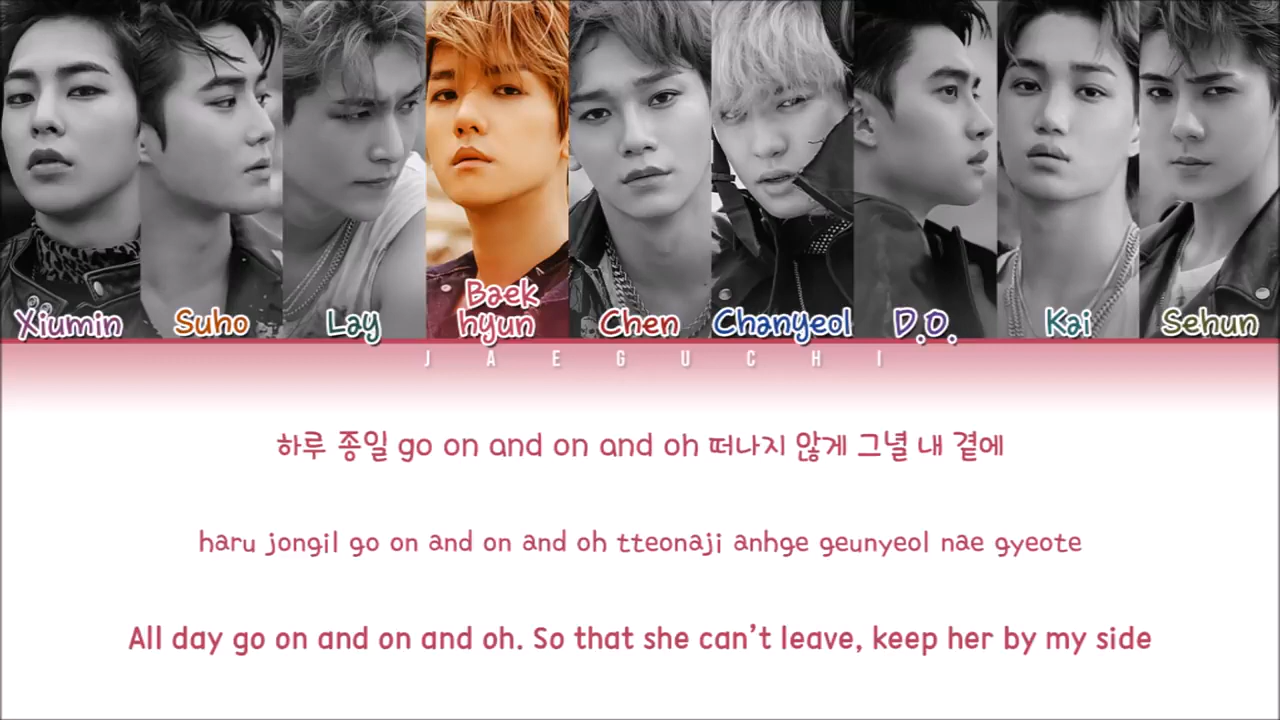 Xiumin
Suho
Lay
Baek
hyun
Chen
Chanyeol
D.O.
Kai
Sehun
J A E G U C H I
하루 종일 go on and on and oh 떠나지 않게 그녈 내 곁에
haru jongil go on and on and oh tteonaji anhge geunyeol nae gyeote
All day go on and on and oh. So that she can't leave, keep her by my side